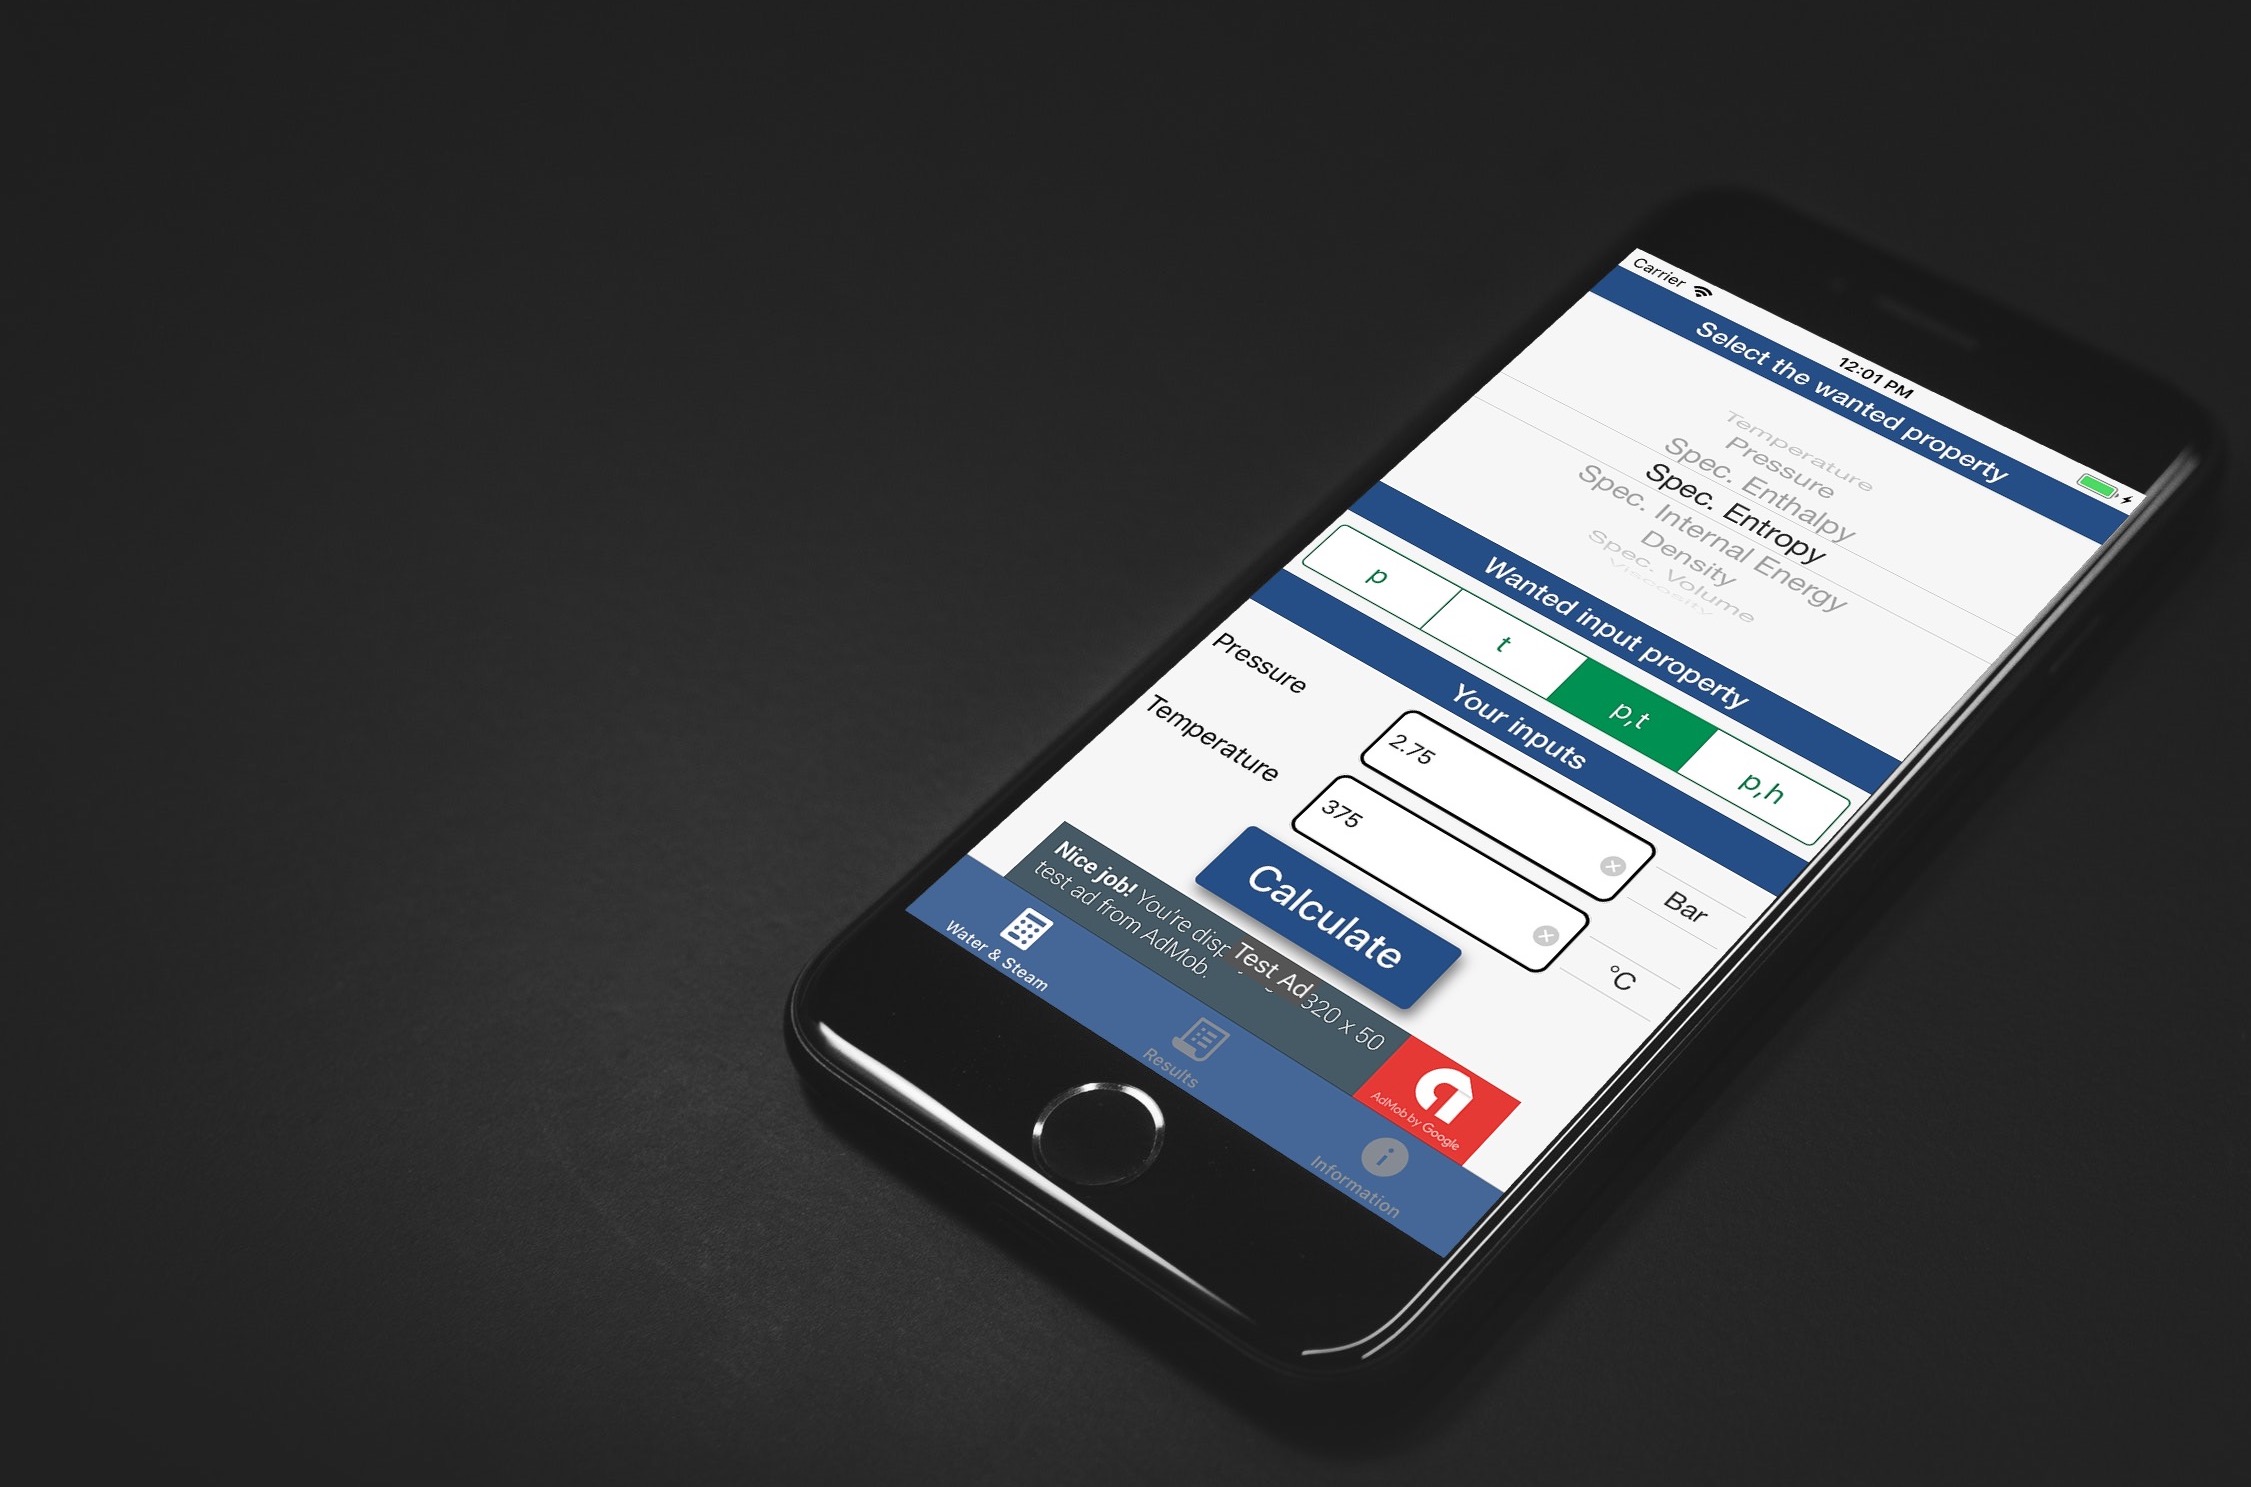 Carrier
12:01 PM
Select the wanted property
Temperature
Pressure
Spec. Enthalpy
Spec. Entropy
Spec. Internal Energy
Density
Spec. Volume
Viscosity
Wanted input property
p
t
p,t
p,h
Your inputs
Pressure
2.75
Bar
Temperature
375
°C
Calculate
Nice job! You're disp
Test Ad
320 x 50
test ad from AdMob.
AdMob by Google
Water & Steam
Results
Information